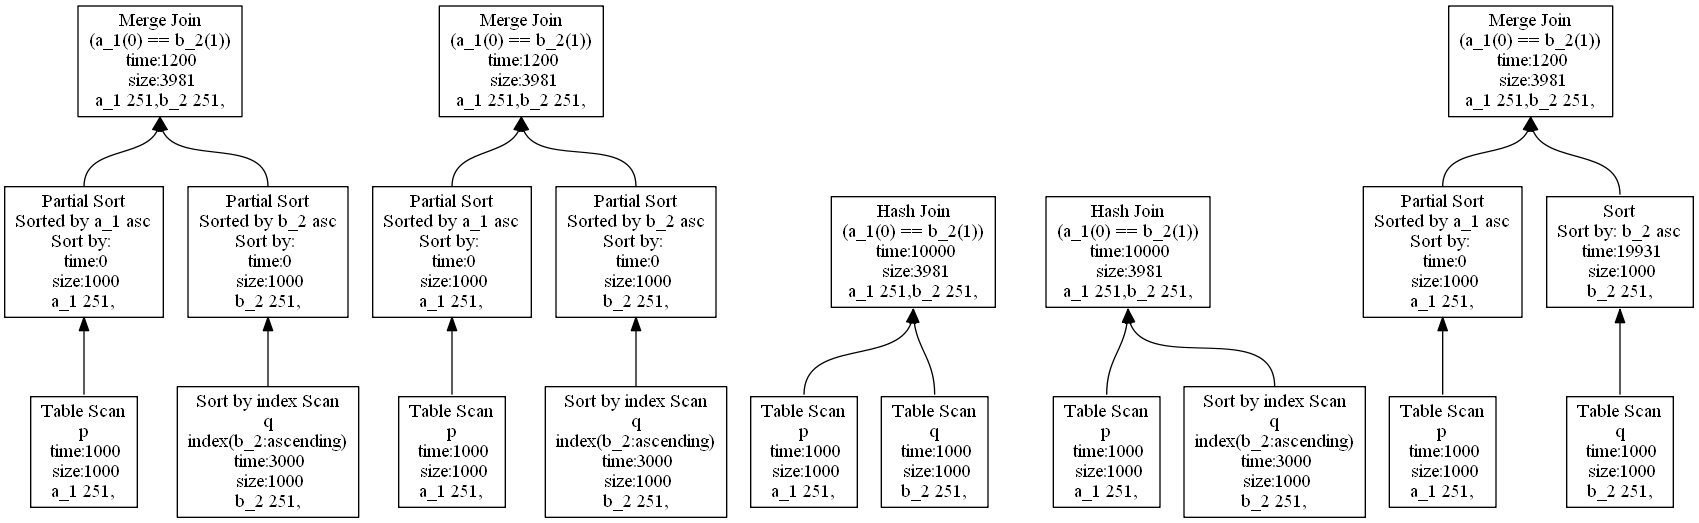 Merge Join
(a_1(0) == b_2(1))
time:1200
size:3981
a_1 251,b_2 251,
Partial Sort
Sorted by a_1 asc
Sort by:
time:0
size:1000
a_1 251,
Partial Sort
Sorted by b_2 asc
Sort by:
time:0
size:1000
b_2 251,
Table Scan
p
time:1000
size:1000
a_1 251,
Sort by index Scan
q
index(b_2:ascending)
time:3000
size:1000
b_2 251,
Merge Join
(a_1(0) == b_2(1))
time:1200
size:3981
a_1 251,b_2 251,
Partial Sort
Sorted by a_1 asc
Sort by:
time:0
size:1000
a_1 251,
Partial Sort
Sorted by b_2 asc
Sort by:
time:0
size:1000
b_2 251,
Table Scan
p
time:1000
size:1000
a_1 251,
Sort by index Scan
q
index(b_2:ascending)
time:3000
size:1000
b_2 251,
Hash Join
(a_1(0) == b_2(1))
time:10000
size:3981
a_1 251,b_2 251,
Table Scan
p
time:1000
size:1000
a_1 251,
Table Scan
q
time:1000
size:1000
b_2 251,
Hash Join
(a_1(0) == b_2(1))
time:10000
size:3981
a_1 251,b_2 251,
Table Scan
p
time:1000
size:1000
a_1 251,
Sort by index Scan
q
index(b_2:ascending)
time:3000
size:1000
b_2 251,
Merge Join
(a_1(0) == b_2(1))
time:1200
size:3981
a_1 251,b_2 251,
Partial Sort
Sorted by a_1 asc
Sort by:
time:0
size:1000
a_1 251,
Sort
Sort by: b_2 asc
time:19931
size:1000
b_2 251,
Table Scan
p
time:1000
size:1000
a_1 251,
Table Scan
q
time:1000
size:1000
b_2 251,